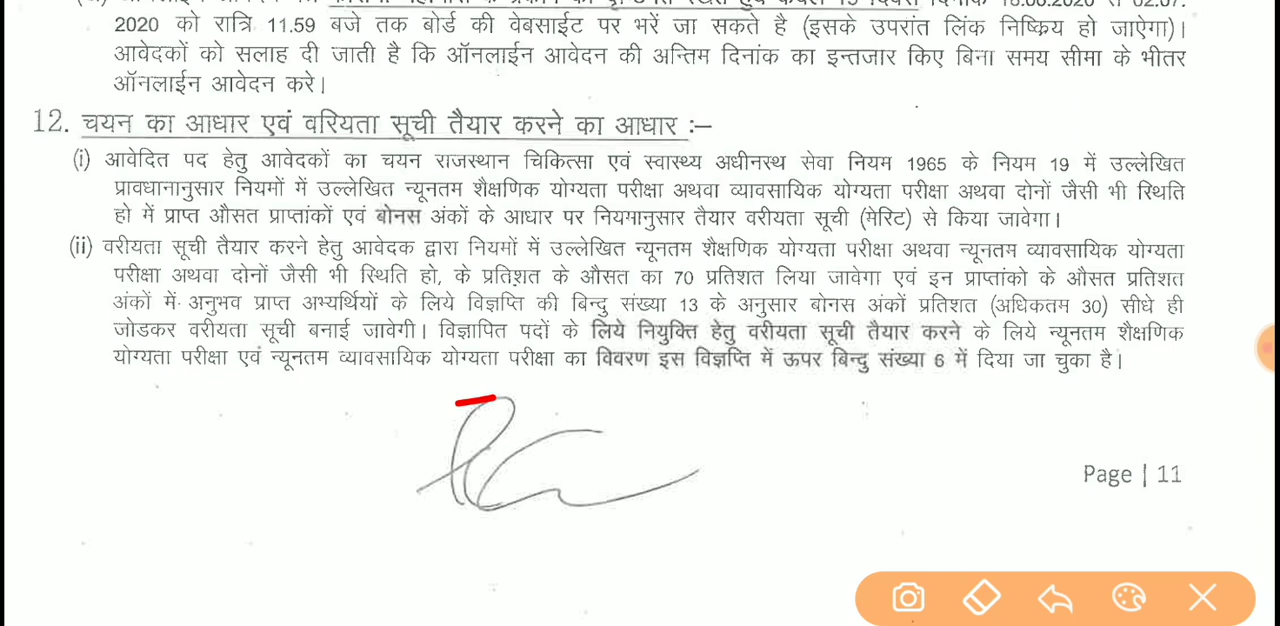 2020 को रात्रि 11.59 बजे तक बोर्ड की वेबसाईट पर भरें जा सकते है (इसके उपरांत लिंक निष्क्रिय हो जाऐगा)।
आवेदकों को सलाह दी जाती है कि ऑनलाईन आवेदन की अन्तिम दिनांक का इन्तजार किए बिना समय सीमा के भीतर
ऑनलाईन आवेदन करे।
12. चयन का आधार एवं वरियता सूची तैयार करने का आधार :–
(i) आवेदित पद हेतु आवेदकों का चयन राजस्थान चिकित्सा एवं स्वास्थ्य अधीनस्थ सेवा नियम 1965 के नियम 19 में उल्लेखित
प्रावधानानुसार नियमों में उल्लेखित न्यूनतम शैक्षणिक योग्यता परीक्षा अथवा व्यावसायिक योग्यता परीक्षा अथवा दोनों जैसी भी स्थिति
हो में प्राप्त औसत प्राप्तांकों एवं बोनस अंकों के आधार पर नियमानुसार तैयार वरीयता सूची (मेरिट) से किया जावेगा।
(ii) वरीयता सूची तैयार करने हेतु आवेदक द्वारा नियमों में उल्लेखित न्यूनतम शैक्षणिक योग्यता परीक्षा अथवा न्यूनतम व्यावसायिक योग्यता
परीक्षा अथवा दोनों जैसी भी स्थिति हो, के प्रतिशत के औसत का 70 प्रतिशत लिया जावेगा एवं इन प्राप्तांको के औसत प्रतिशत
अंकों में अनुभव प्राप्त अभ्यर्थियों के लिये विज्ञप्ति की बिन्दु संख्या 13 के अनुसार बोनस अंकों प्रतिशत (अधिकतम 30) सीधे ही
जोडकर वरीयता सूची बनाई जावेगी। विज्ञापित पदों के लिये नियुक्ति हेतु वरीयता सूची तैयार करने के लिये न्यूनतम शैक्षणिक
योग्यता परीक्षा एवं न्यूनतम व्यावसायिक योग्यता परीक्षा का विवरण इस विज्ञप्ति में ऊपर बिन्दु संख्या 6 में दिया जा चुका है।
Page | 11